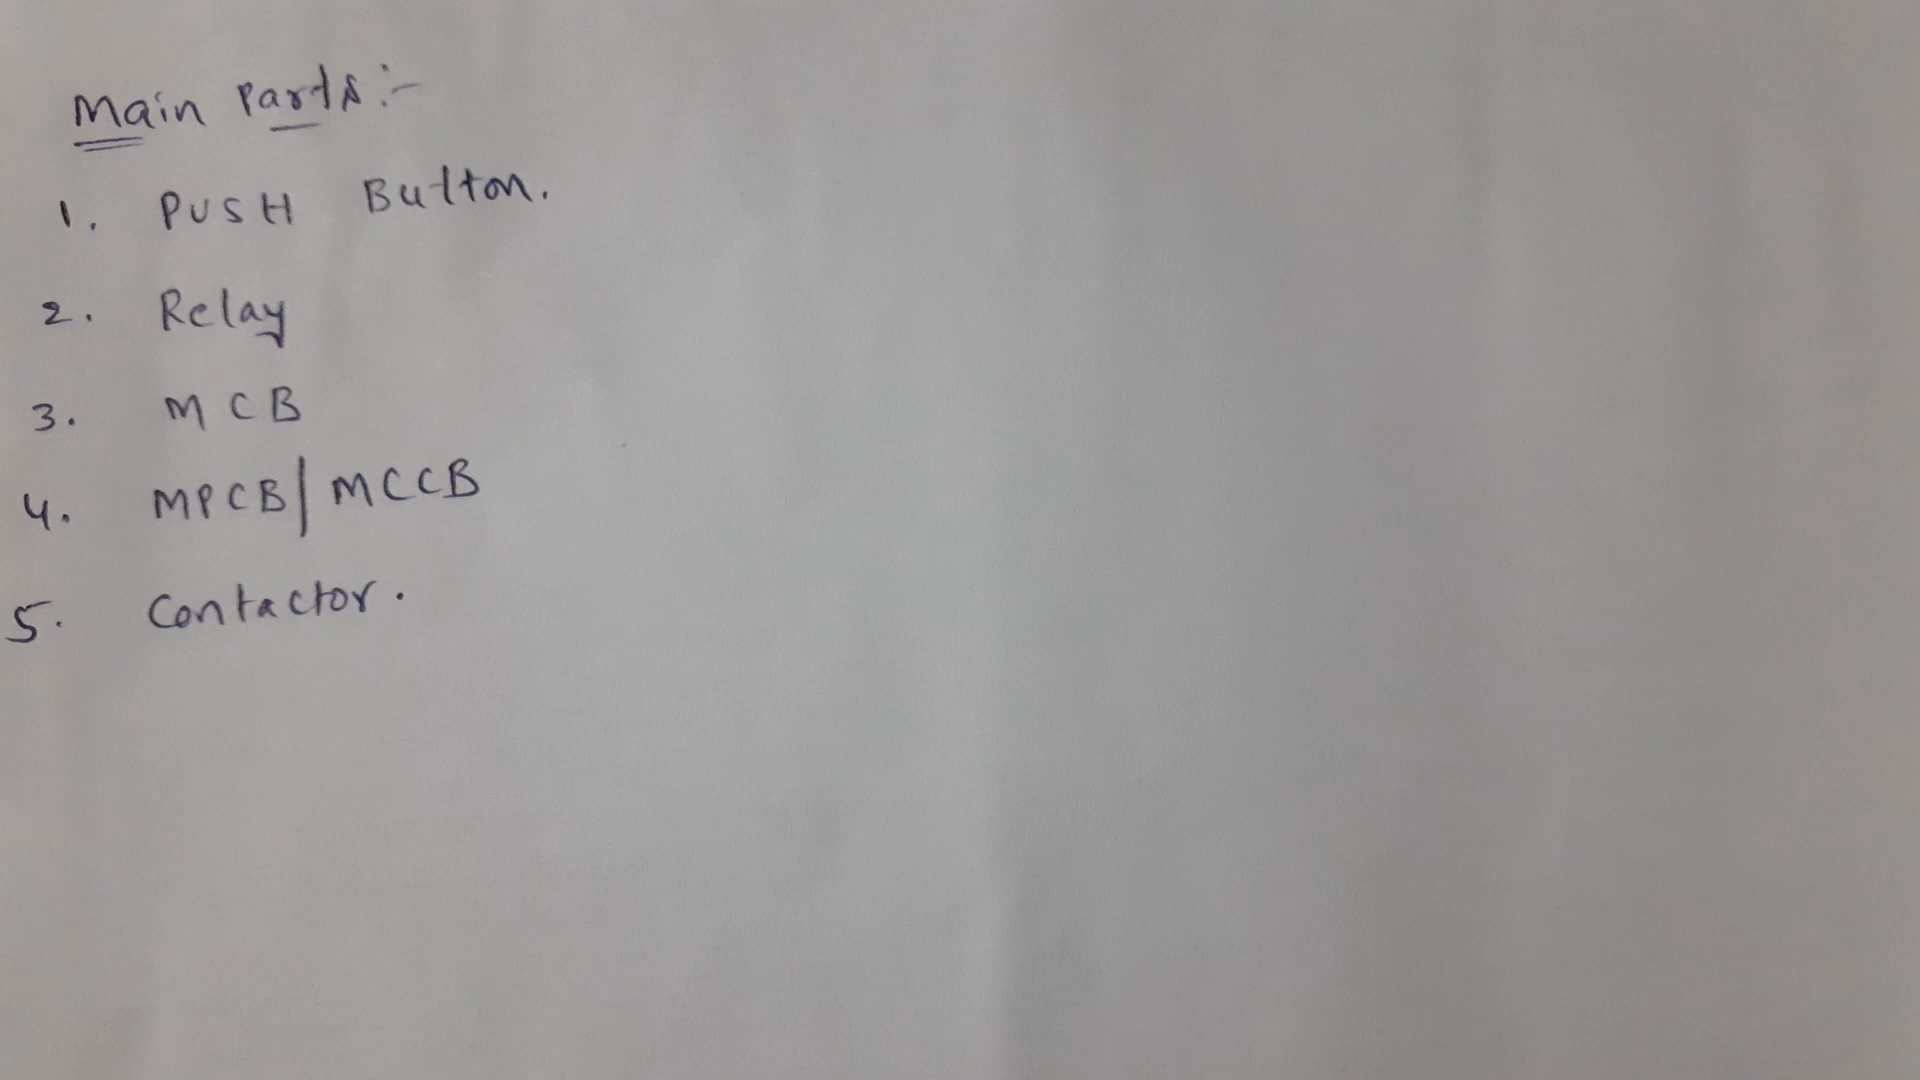 Main Parts:-
1. PUSH Button.
2. Relay
3. MCB
4. MPCB/MCCB
5. Contactor.